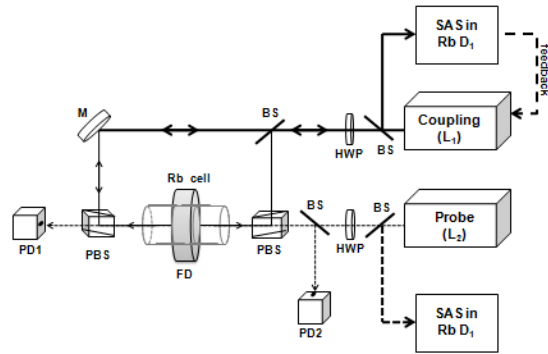 SAS in
Rb D₁
feedback
M
BS
HWP
BS
Coupling
(L₁)
Rb cell
BS
BS
PD1
PBS
FD
PBS
HWP
Probe
(L₂)
PD2
SAS in
Rb D₁